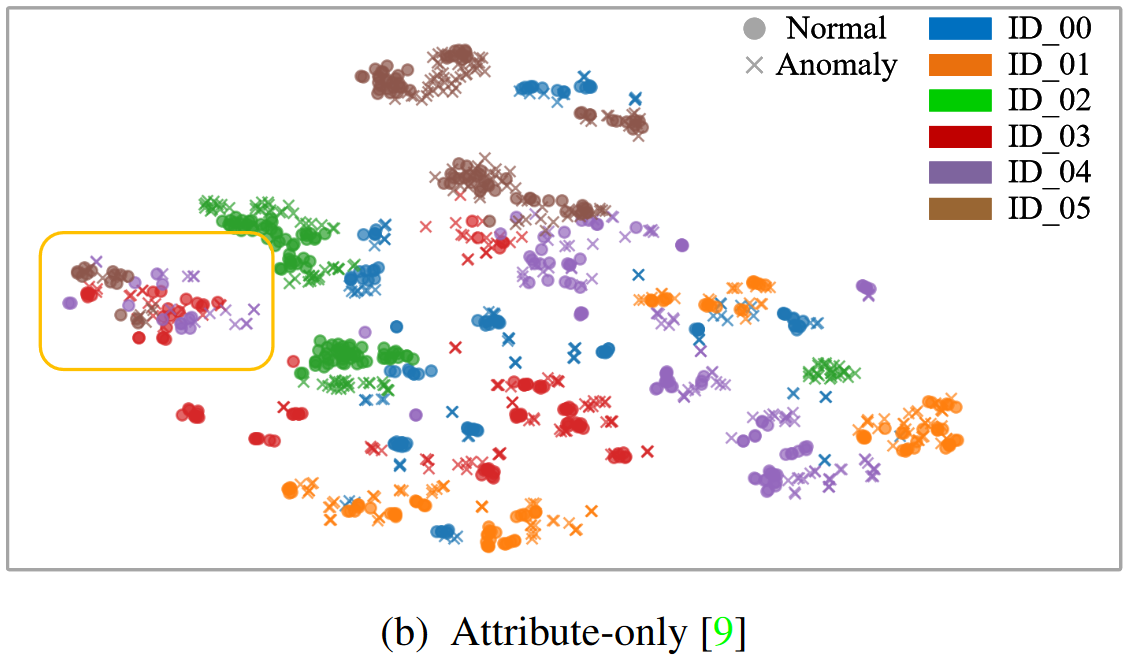 Normal
Anomaly
ID_00
ID_01
ID_02
ID_03
ID_04
ID_05
(b) Attribute-only [9]